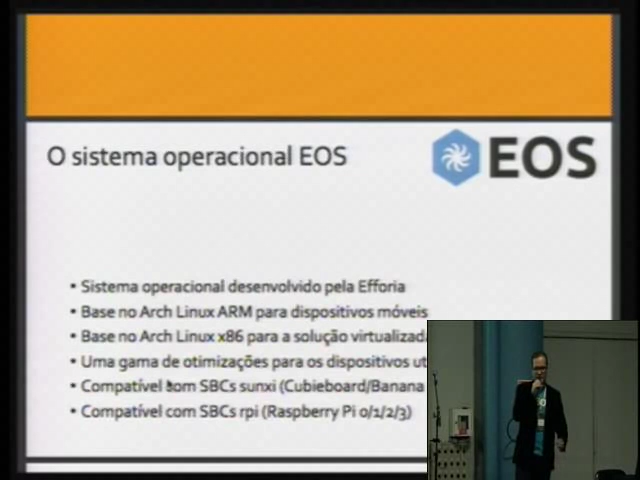 O sistema operacional EOS
EOS
• Sistema operacional desenvolvido pela Efforia
• Base no Arch Linux ARM para dispositivos móveis
• Base no Arch Linux x86 para a solução virtualizad
• Uma gama de otimizações para os dispositivos ut
• Compatível com SBCs sunxi (Cubieboard/Banana
• Compatível com SBCs rpi (Raspberry Pi 0/1/2/3)